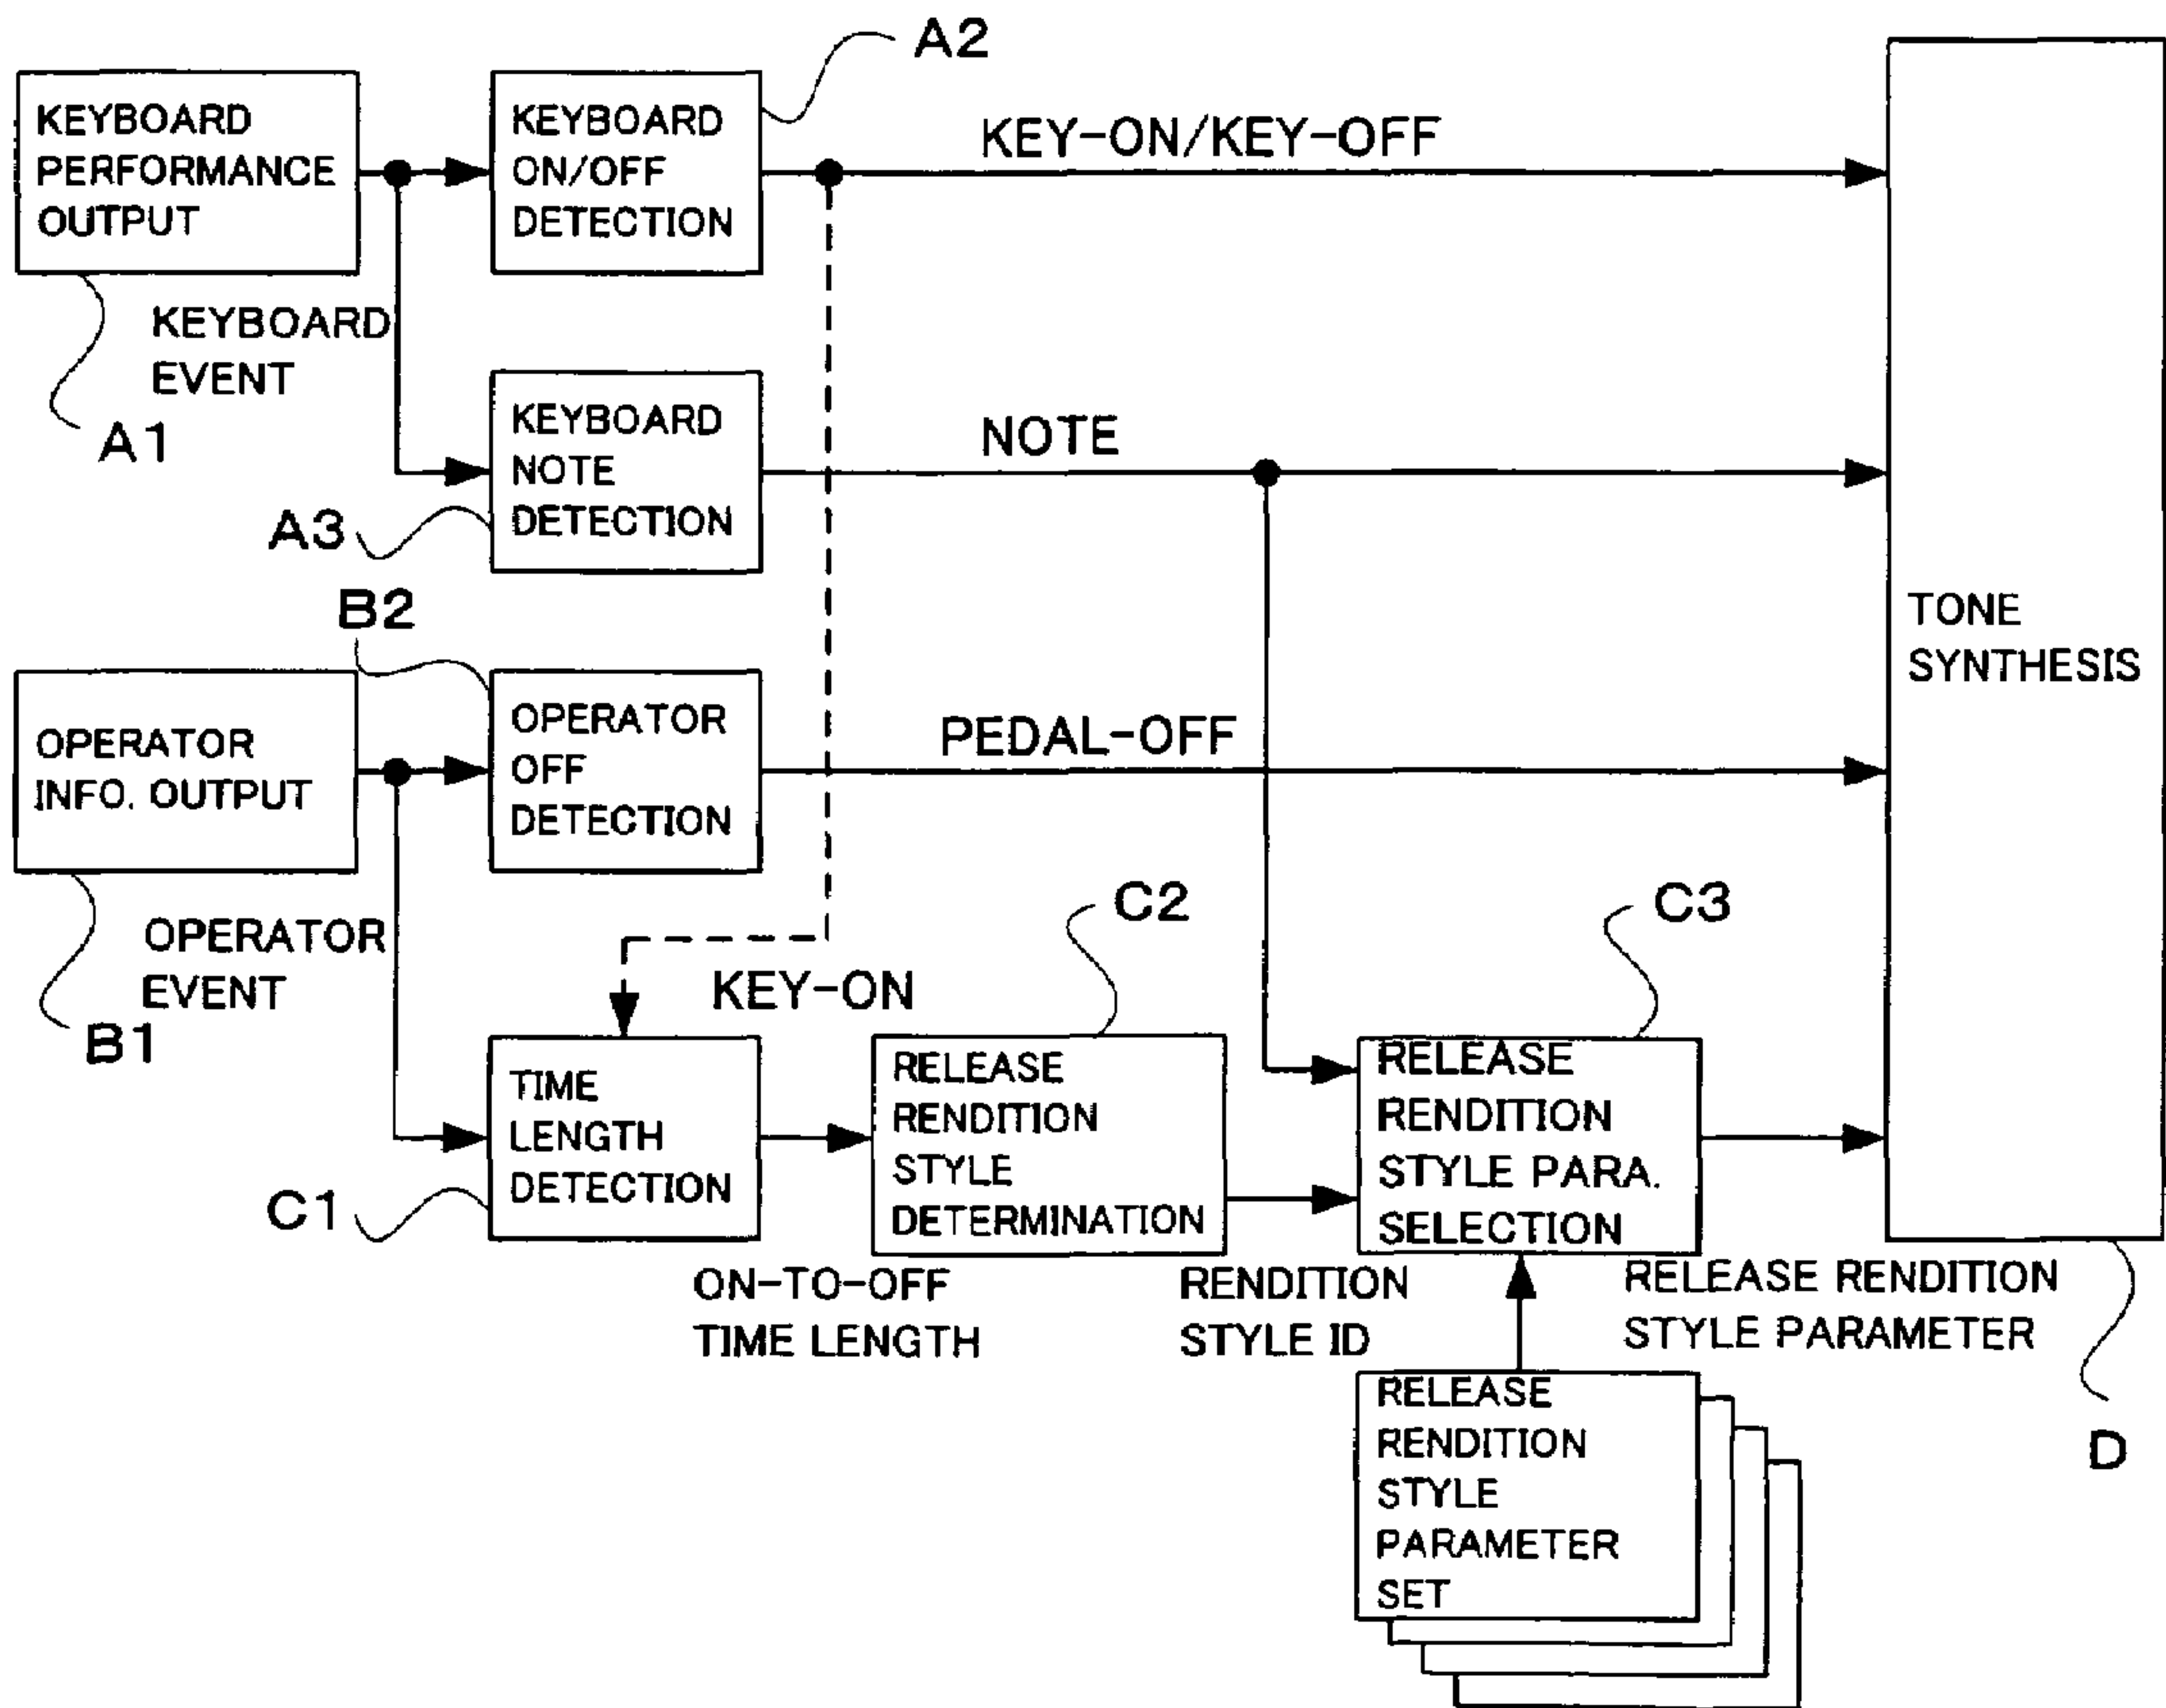 A2
KEYBOARD
PERFORMANCE
OUTPUT
KEYBOARD
ON/OFF
DETECTION
KEY-ON/KEY-OFF
KEYBOARD
EVENT
A1
KEYBOARD
NOTE
DETECTION
A3
NOTE
TONE
SYNTHESIS
B2
OPERATOR
INFO. OUTPUT
OPERATOR
OFF
DETECTION
PEDAL-OFF
OPERATOR
EVENT
B1
KEY-ON
C2
C3
TIME
LENGTH
DETECTION
C1
RELEASE
RENDITION
STYLE
DETERMINATION
RELEASE
RENDITION
STYLE PARA.
SELECTION
ON-TO-OFF
TIME LENGTH
RENDITION
STYLE ID
RELEASE RENDITION
STYLE PARAMETER
RELEASE
RENDITION
STYLE
PARAMETER
SET
D